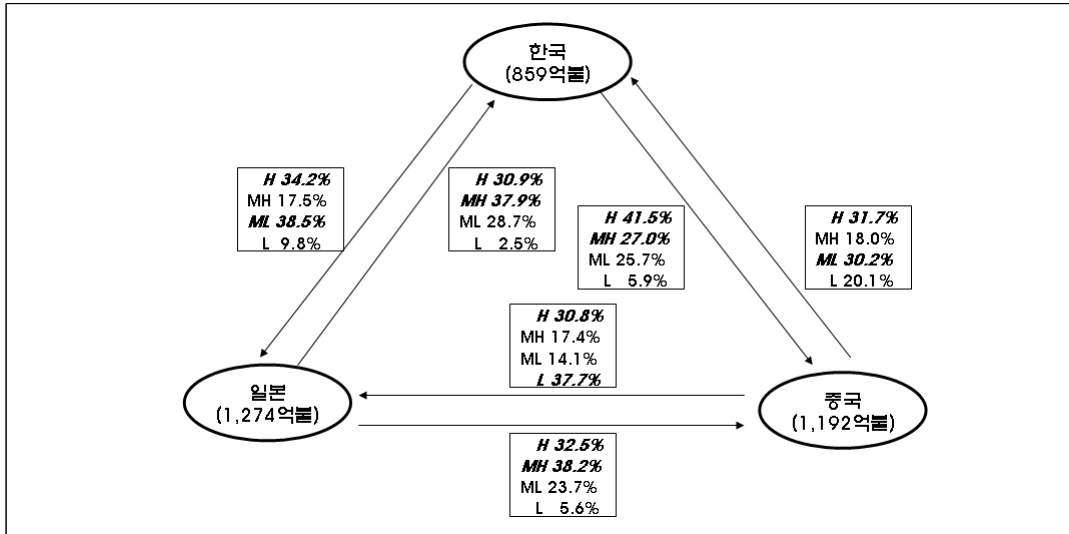 한국
(859억불)
H 34.2%
MH 17.5%
ML 38.5%
L 9.8%
H 30.9%
MH 37.9%
ML 28.7%
L 2.5%
H 41.5%
MH 27.0%
ML 25.7%
L 5.9%
H 31.7%
MH 18.0%
ML 30.2%
L 20.1%
H 30.8%
MH 17.4%
ML 14.1%
L 37.7%
일본
(1,274억불)
중국
(1,192억불)
H 32.5%
MH 38.2%
ML 23.7%
L 5.6%